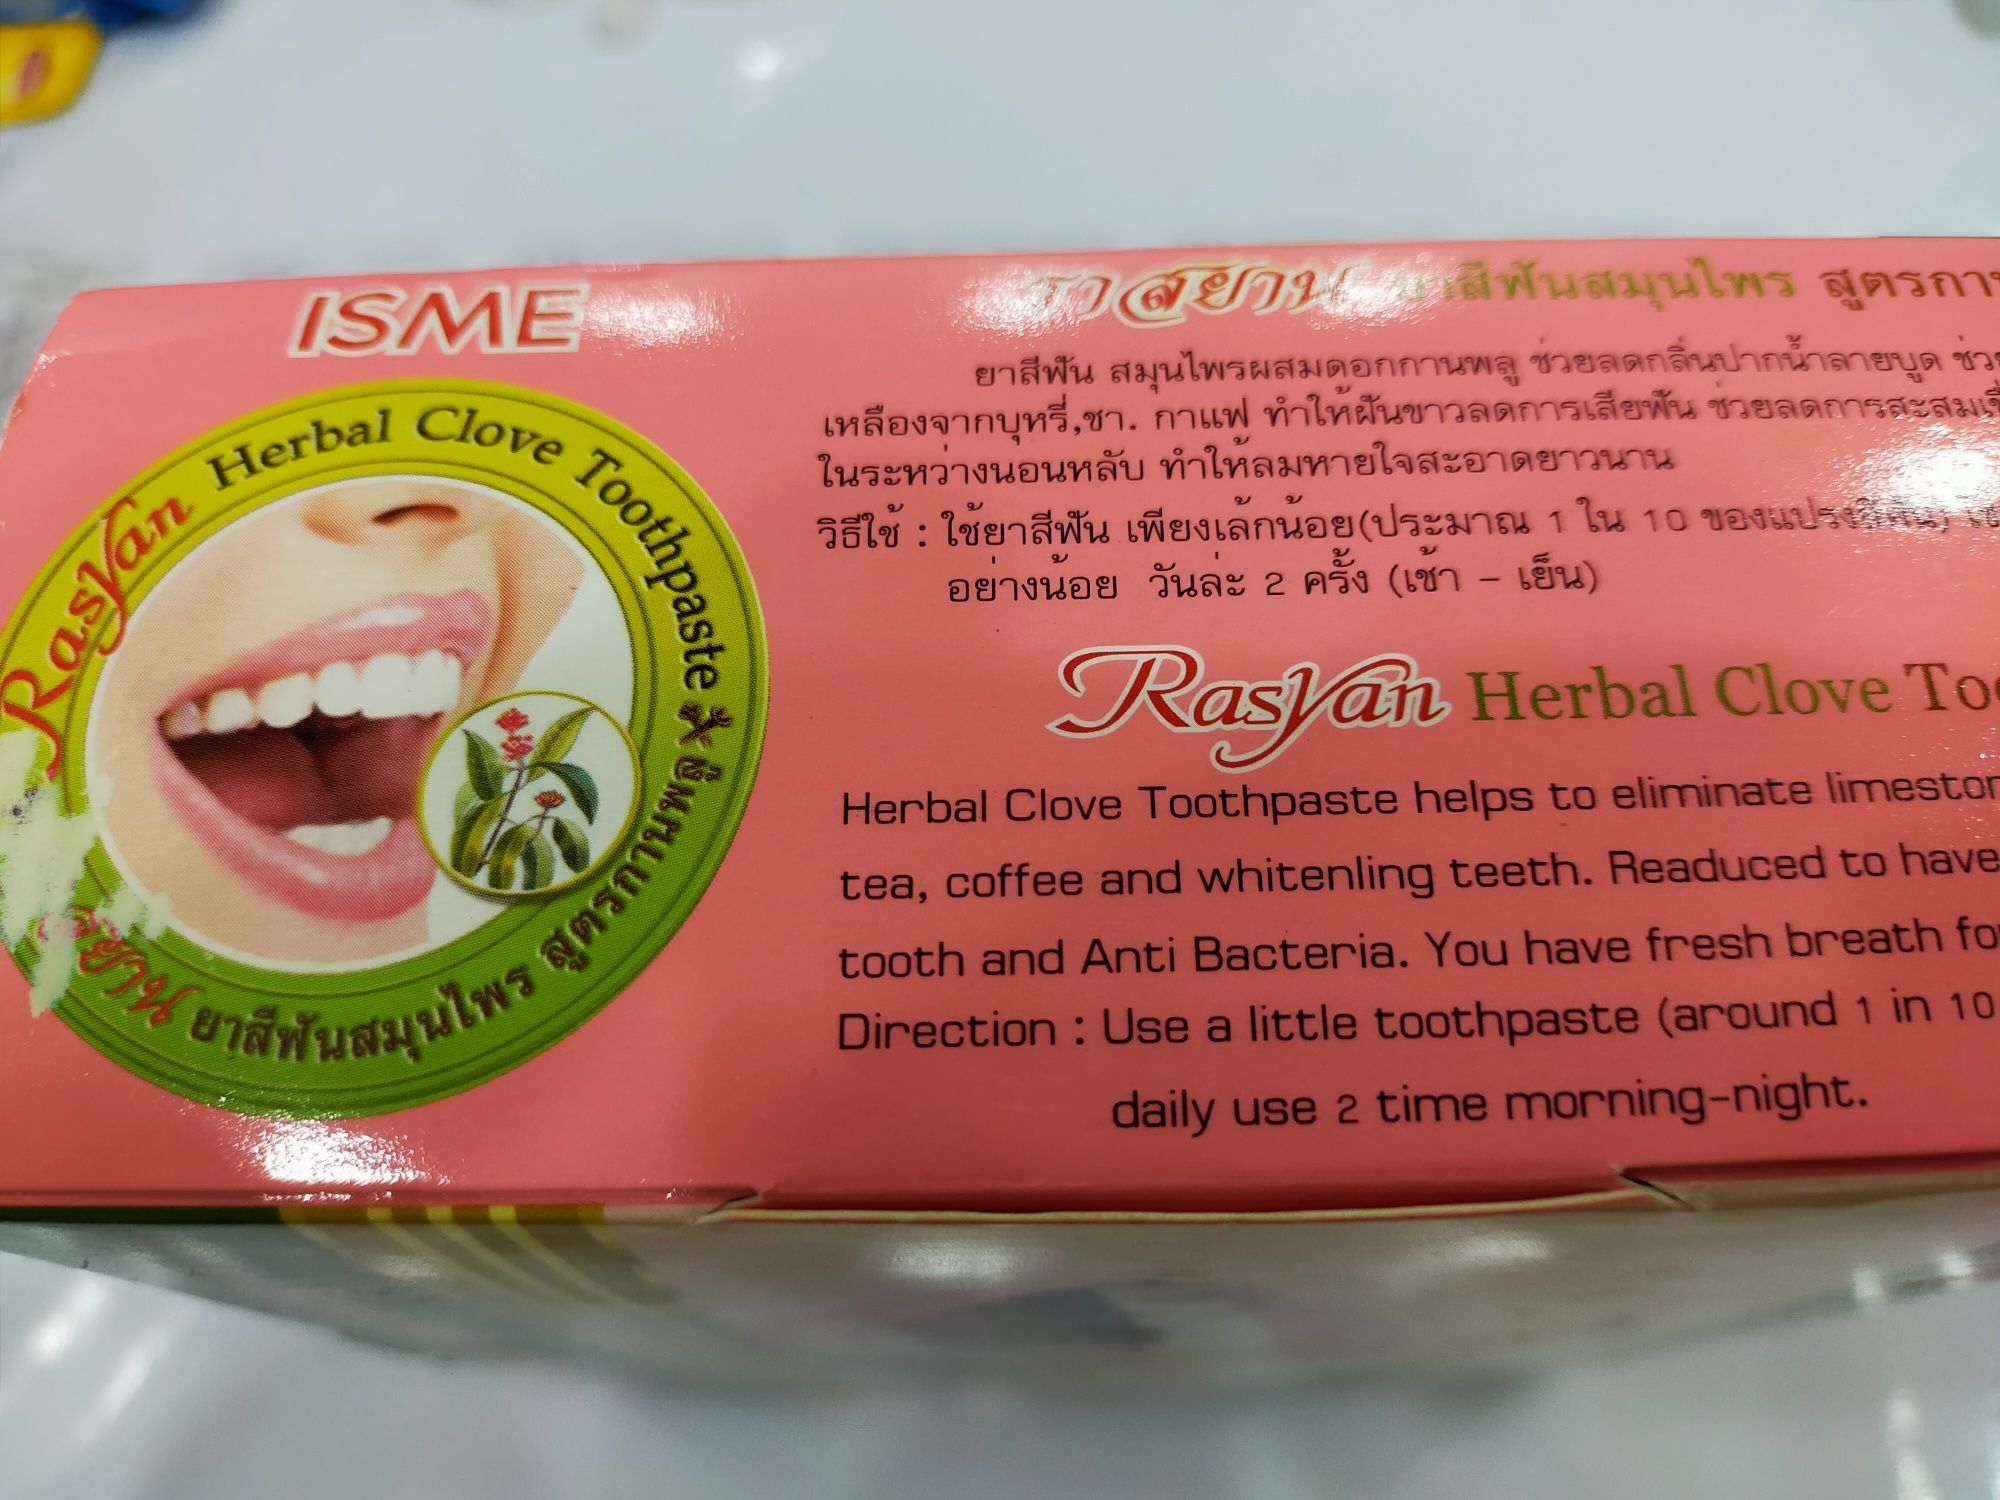 ISME
Rasyan Herbal Clove Toothpaste
ยาสีฟันสมุนไพร สูตรกานพลู
ราสยาน ยาสีฟันสมุนไพร
ยาสีฟัน สมุนไพรผสมดอกกานพลู ช่วยลดกลิ่นปากน้ำลายบูด
เหลืองจากบุหรี่,ชา. กาแฟ ทำให้ฝันขาวลดการเสียฟัน ช่วยลดการสะสม
ในระหว่างนอนหลับ ทำให้ลมหายใจสะอาดยาวนาน
วิธีใช้ : ใช้ยาสีฟัน เพียงเล้กน้อย(ประมาณ 1 ใน 10 ของแปรงสีฟัน)
อย่างน้อย วันล่ะ 2 ครั้ง (เช้า – เย็น)
Rasyan Herbal Clove
Herbal Clove Toothpaste helps to eliminate
tea, coffee and whitenling teeth. Readuced to have
tooth and Anti Bacteria. You have fresh breath
Direction : Use a little toothpaste (around 1 in 10
daily use 2 time morning-night.